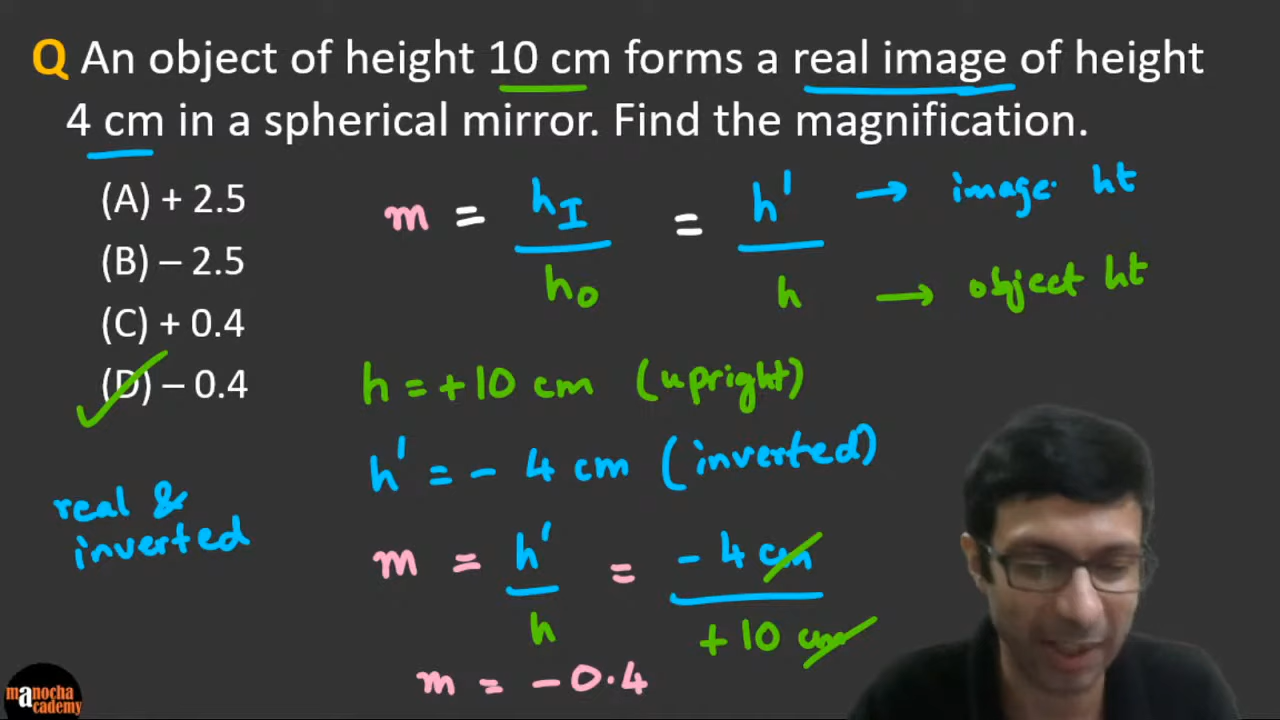 Q An object of height 10 cm forms a real image of height
4 cm in a spherical mirror. Find the magnification.
(A) + 2.5
(B) – 2.5
(C) + 0.4
(D) – 0.4
m = hI / hO = h' / h
→ image ht
→ object ht
h = +10 cm (upright)
h' = - 4 cm (inverted)
real &
inverted
m = h' / h = - 4 cm / + 10 cm
m = - 0.4
manocha
academy